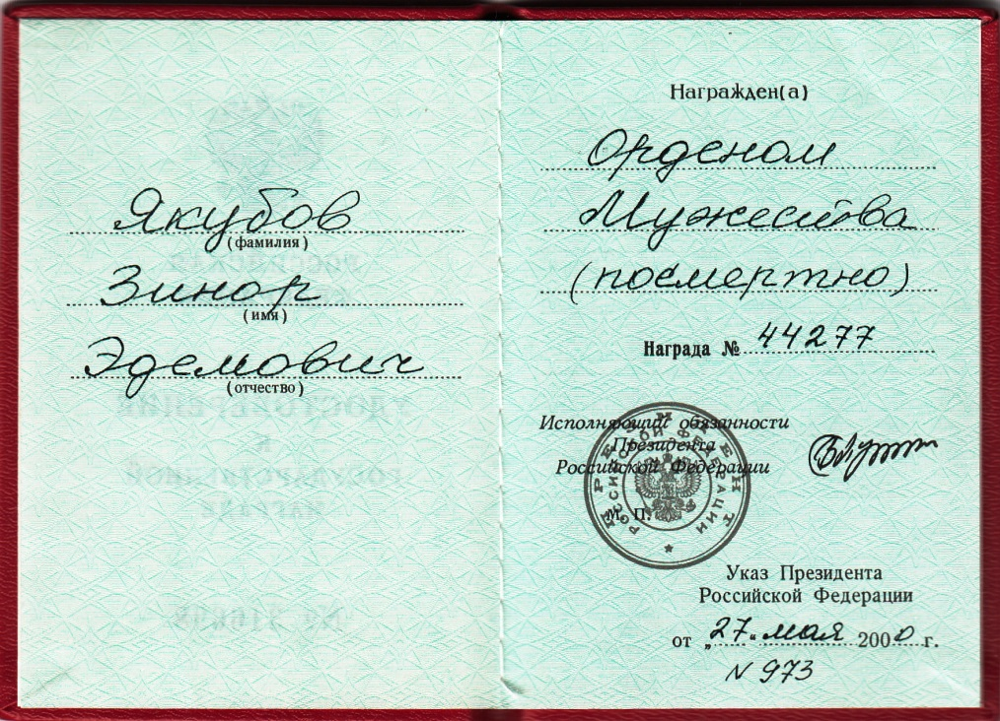 Якубов
(фамилия)
Зинор
(имя)
Эдемович
(отчество)
Награжден(а)
Орденом
Мужества
(посмертно)
Награда № 44277
Исполняющий обязанности
Президента
Российской Федерации
М. П.
ПРЕЗИДЕНТ
РОССИЙСКОЙ ФЕДЕРАЦИИ
Указ Президента
Российской Федерации
от „27“ мая 2000 г.
N 973